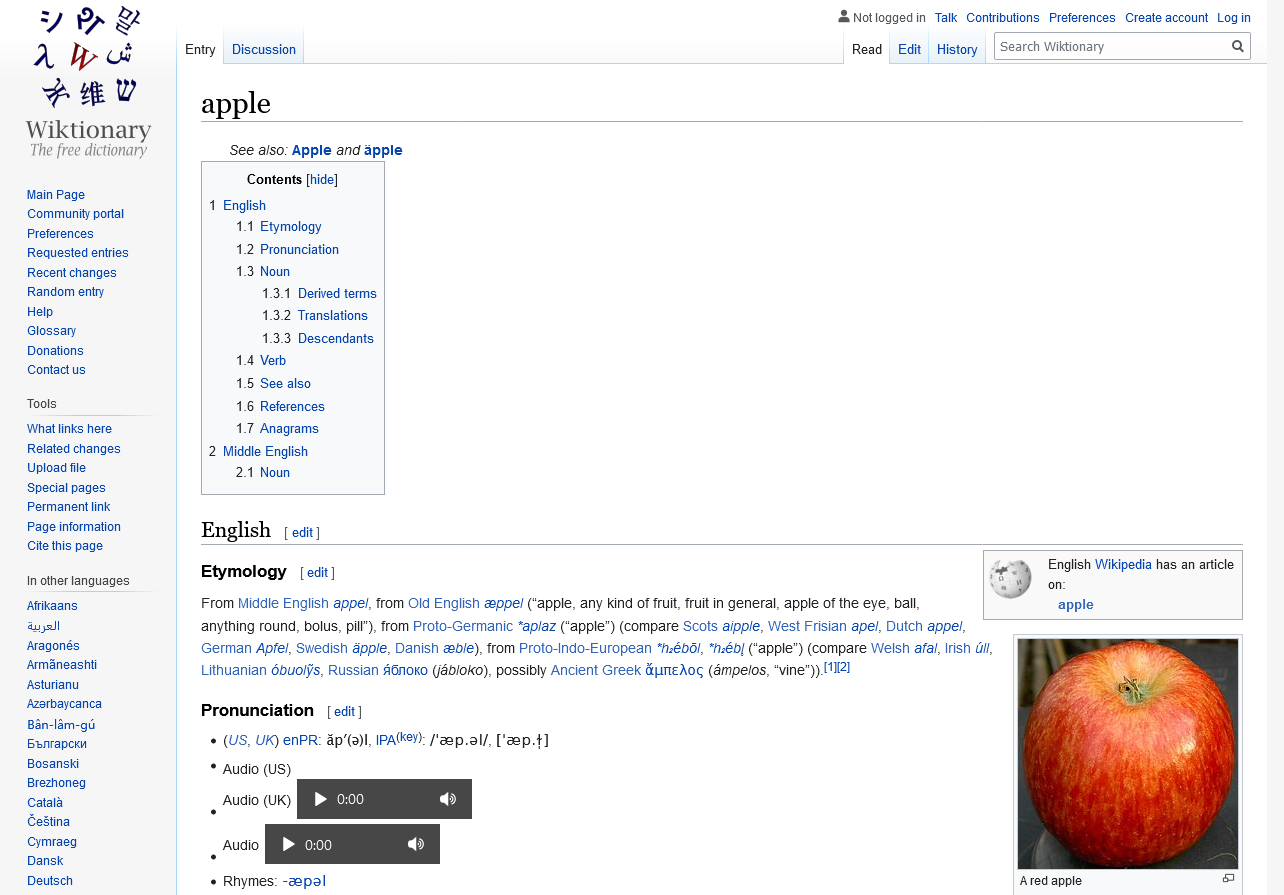 Not logged in Talk Contributions Preferences Create account Log in
Entry Discussion Read Edit History Search Wiktionary
Wiktionary
The free dictionary
Main Page
Community portal
Preferences
Requested entries
Recent changes
Random entry
Help
Glossary
Donations
Contact us
Tools
What links here
Related changes
Upload file
Special pages
Permanent link
Page information
Cite this page
In other languages
Afrikaans
العربية
Aragonés
Armãneashti
Asturianu
Azərbaycanca
Bân-lâm-gú
Български
Bosanski
Brezhoneg
Català
Čeština
Cymraeg
Dansk
Deutsch
apple
See also: Apple and äpple
Contents [hide]
1 English
1.1 Etymology
1.2 Pronunciation
1.3 Noun
1.3.1 Derived terms
1.3.2 Translations
1.3.3 Descendants
1.4 Verb
1.5 See also
1.6 References
1.7 Anagrams
2 Middle English
2.1 Noun
English [ edit ]
English Wikipedia has an article
on:
apple
Etymology [ edit ]
From Middle English appel, from Old English æppel (“apple, any kind of fruit, fruit in general, apple of the eye, ball,
anything round, bolus, pill”), from Proto-Germanic *aplaz (“apple”) (compare Scots aipple, West Frisian apel, Dutch appel,
German Apfel, Swedish äpple, Danish æble), from Proto-Indo-European *h₂ébōl, *h₂ébl̥ (“apple”) (compare Welsh afal, Irish úll,
Lithuanian óbuolỹs, Russian я́блоко (jábloko), possibly Ancient Greek ἄμπελος (ámpelos, “vine”)).[1][2]
Pronunciation [ edit ]
• (US, UK) enPR: ăp′(ə)l, IPA(key): /ˈæp.əl/, [ˈæp.ɫ̩]
• Audio (US)
• Audio (UK) 0:00
• Audio 0:00
• Rhymes: -æpəl
A red apple